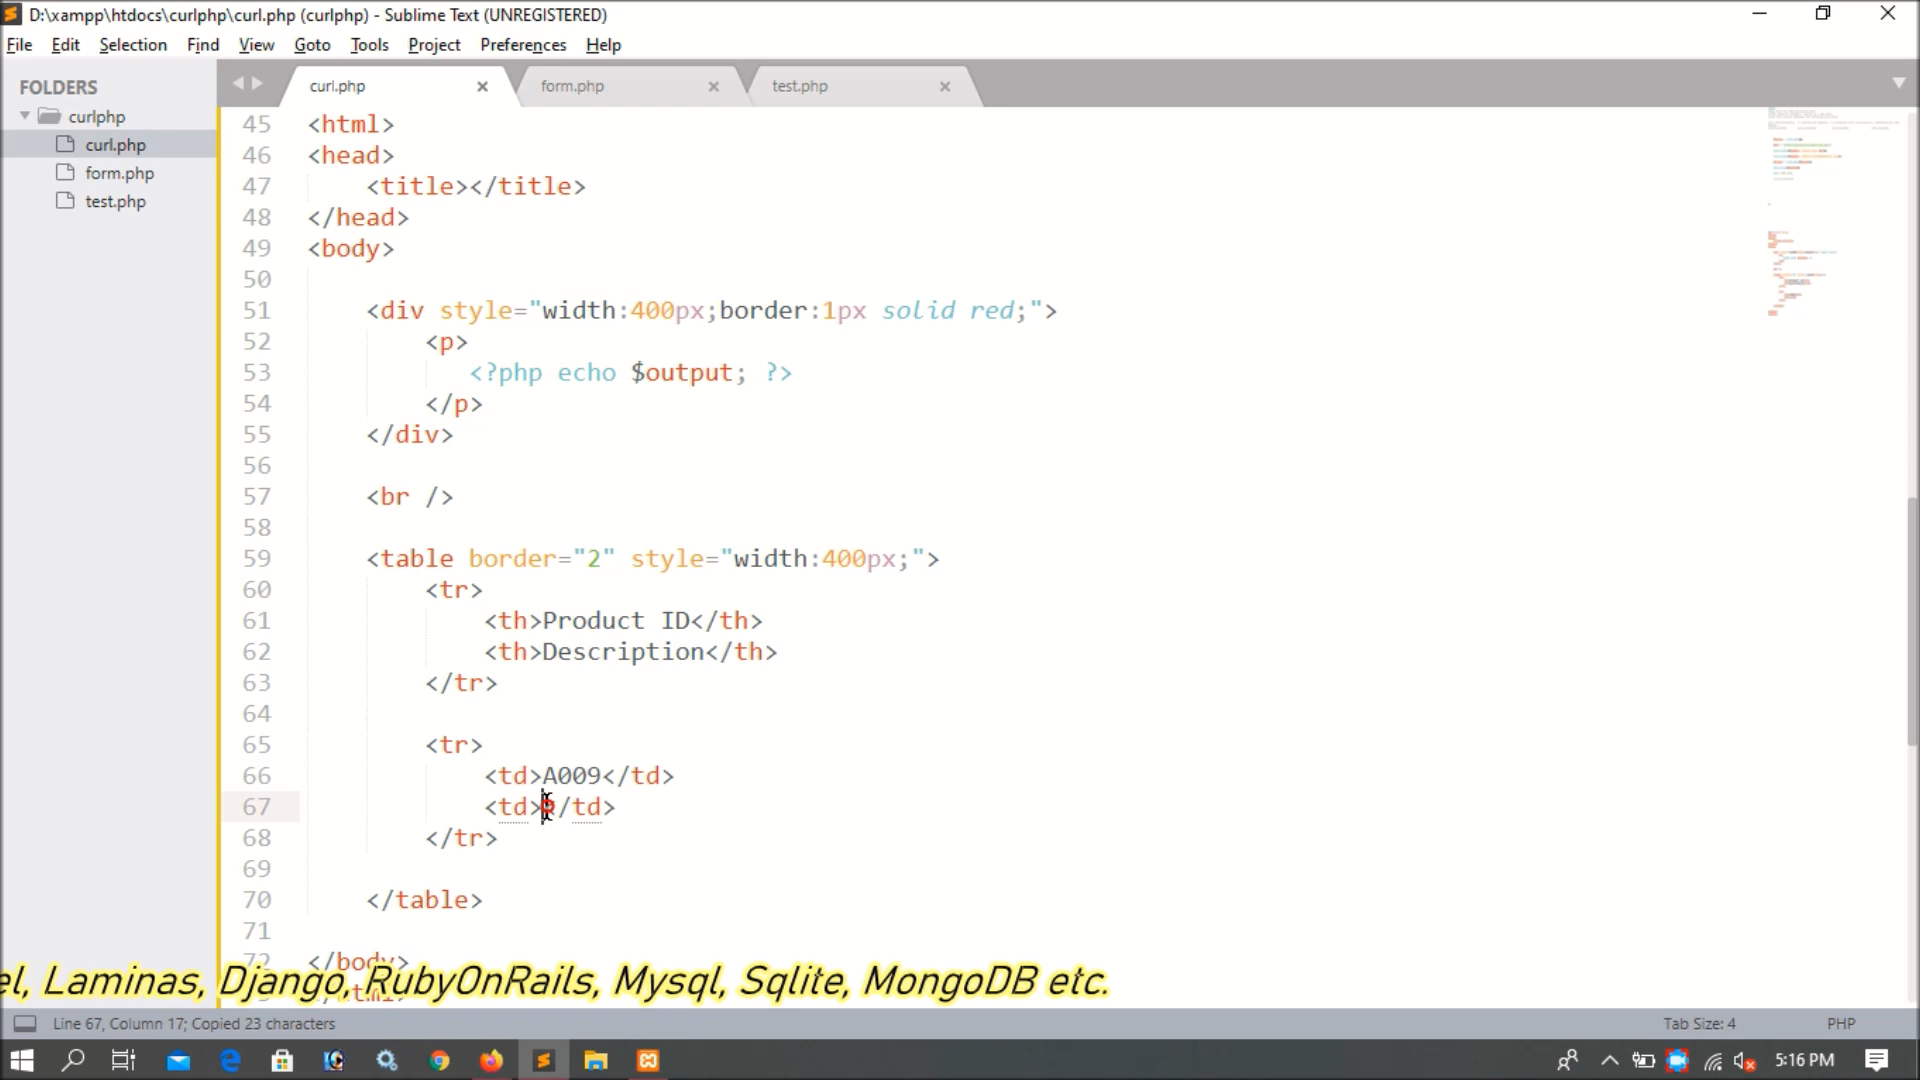 D:\xampp\htdocs\curlphp\curl.php (curlphp) - Sublime Text (UNREGISTERED)
File Edit Selection Find View Goto Tools Project Preferences Help
FOLDERS
curlphp
curl.php
form.php
test.php
curl.php form.php test.php
45 <html>
46 <head>
47 <title></title>
48 </head>
49 <body>
50
51 <div style="width:400px;border:1px solid red;">
52 <p>
53 <?php echo $output; ?>
54 </p>
55 </div>
56
57 <br />
58
59 <table border="2" style="width:400px;">
60 <tr>
61 <th>Product ID</th>
62 <th>Description</th>
63 </tr>
64
65 <tr>
66 <td>A009</td>
67 <td></td>
68 </tr>
69
70 </table>
71
72 </body>
Laminas, Django, RubyOnRails, Mysql, Sqlite, MongoDB etc.
Line 67, Column 17; Copied 23 characters
Tab Size: 4 PHP
5:16 PM